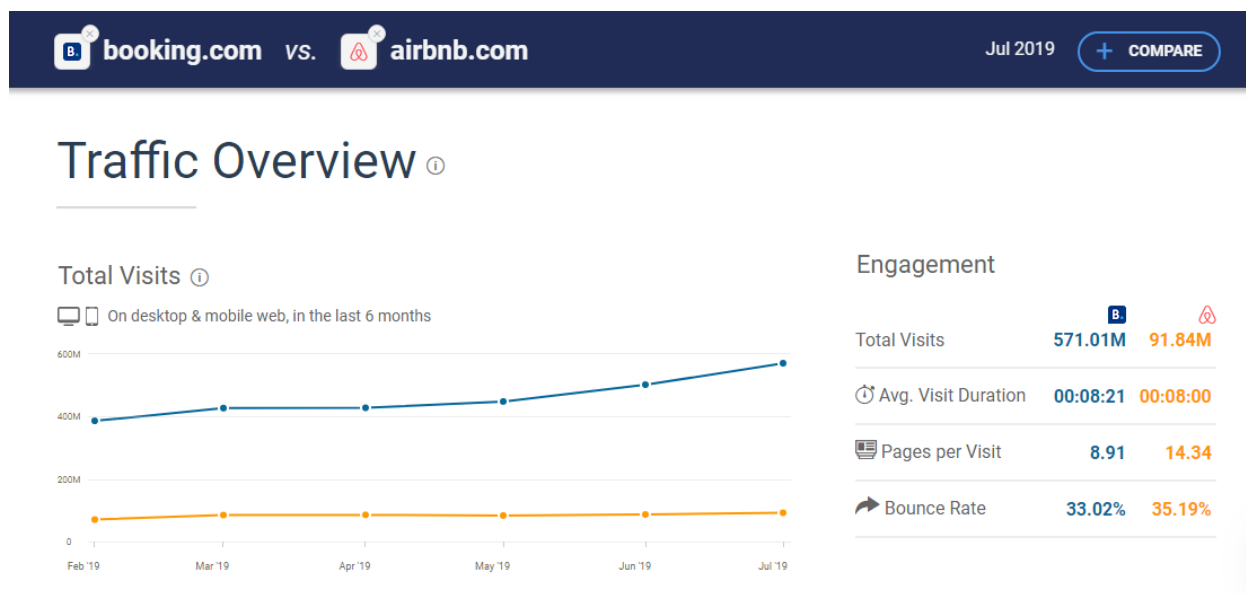 B. booking.com vs. airbnb.com Jul 2019 + COMPARE
Traffic Overview
Total Visits
On desktop & mobile web, in the last 6 months
600M
400M
200M
0
Feb '19 Mar '19 Apr '19 May '19 Jun '19 Jul '19
Engagement
B.
Total Visits 571.01M 91.84M
Avg. Visit Duration 00:08:21 00:08:00
Pages per Visit 8.91 14.34
Bounce Rate 33.02% 35.19%